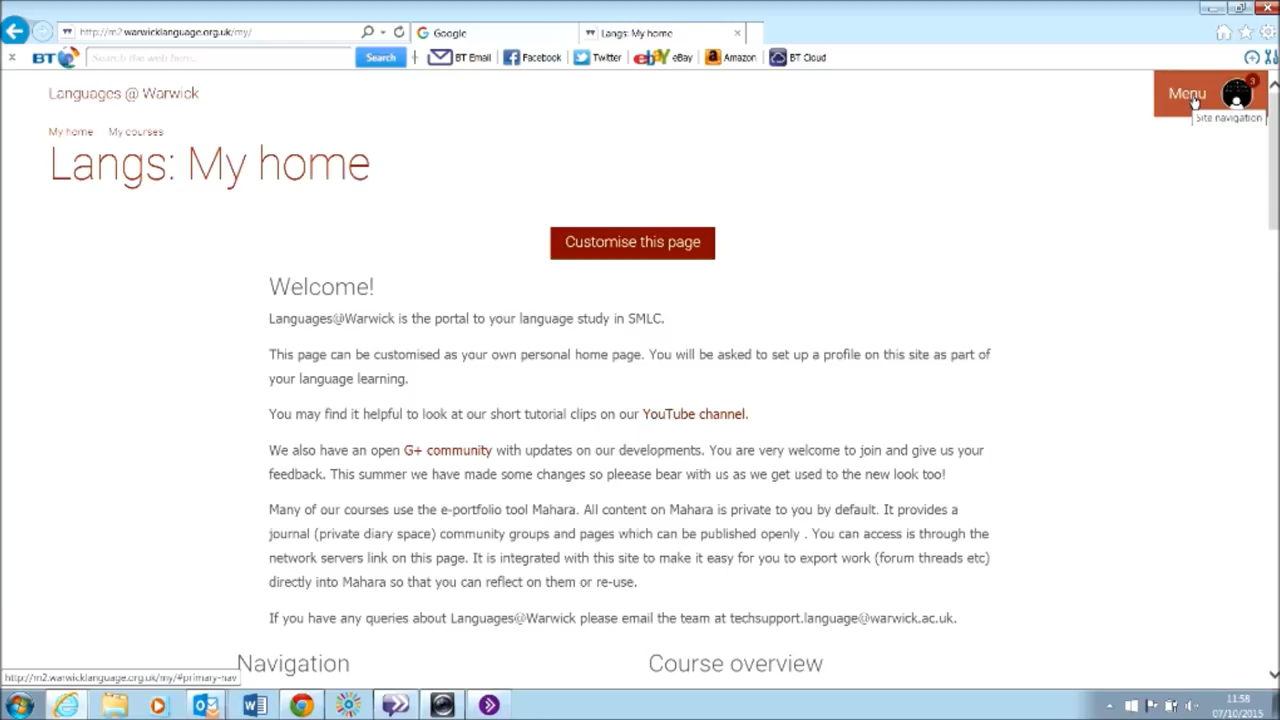 http://m2.warwicklanguage.org.uk/my/
Google
Langs: My home
BT
Search the web here...
Search
BT Email
Facebook
Twitter
ebay
eBay
Amazon
BT Cloud
Languages @ Warwick
Menu
3
Site navigation
My home
My courses
Langs: My home
Customise this page
Welcome!
Languages@Warwick is the portal to your language study in SMLC.
This page can be customised as your own personal home page. You will be asked to set up a profile on this site as part of
your language learning.
You may find it helpful to look at our short tutorial clips on our YouTube channel.
We also have an open G+ community with updates on our developments. You are very welcome to join and give us your
feedback. This summer we have made some changes so pleease bear with us as we get used to the new look too!
Many of our courses use the e-portfolio tool Mahara. All content on Mahara is private to you by default. It provides a
journal (private diary space) community groups and pages which can be published openly . You can access is through the
network servers link on this page. It is integrated with this site to make it easy for you to export work (forum threads etc)
directly into Mahara so that you can reflect on them or re-use.
If you have any queries about Languages@Warwick please email the team at techsupport.language@warwick.ac.uk.
Navigation
Course overview
http://m2.warwicklanguage.org.uk/my/#primary-nav
11:58
07/10/2015